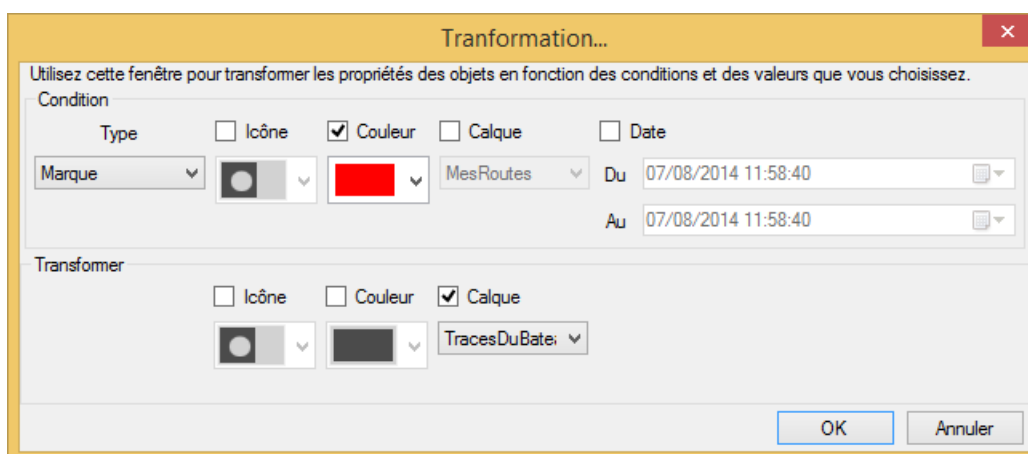 Tranformation...
Utilisez cette fenêtre pour transformer les propriétés des objets en fonction des conditions et des valeurs que vous choisissez.
Condition
Type Icône Couleur Calque Date
Marque MesRoutes Du 07/08/2014 11:58:40
Au 07/08/2014 11:58:40
Transformer
Icône Couleur Calque
TracesDuBate
OK Annuler